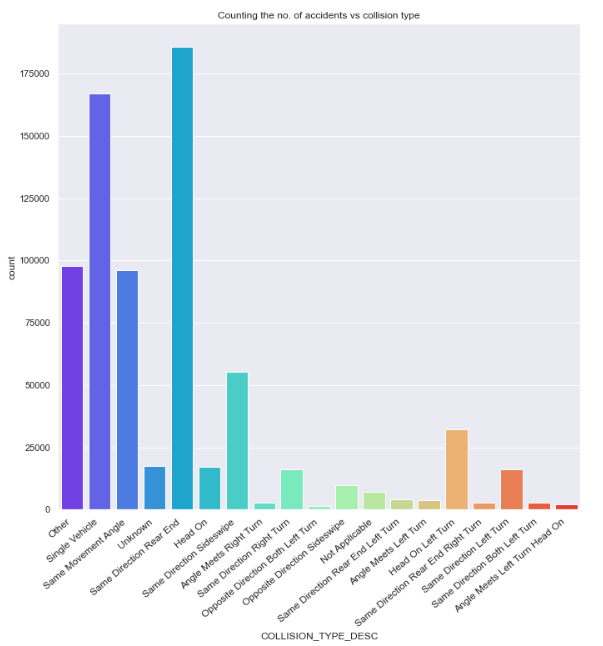 Counting the no. of accidents vs collision type
175000
150000
125000
100000
75000
50000
25000
0
count
Other
Single Vehicle
Same Movement Angle
Unknown
Same Direction Rear End
Head On
Same Direction Sideswipe
Angle Meets Right Turn
Same Direction Right Turn
Opposite Direction Both Left Turn
Opposite Direction Sideswipe
Not Applicable
Same Direction Rear End Left Turn
Angle Meets Left Turn
Head On Left Turn
Same Direction Rear End Right Turn
Same Direction Left Turn
Same Direction Both Left Turn
Angle Meets Left Turn Head On
COLLISION_TYPE_DESC